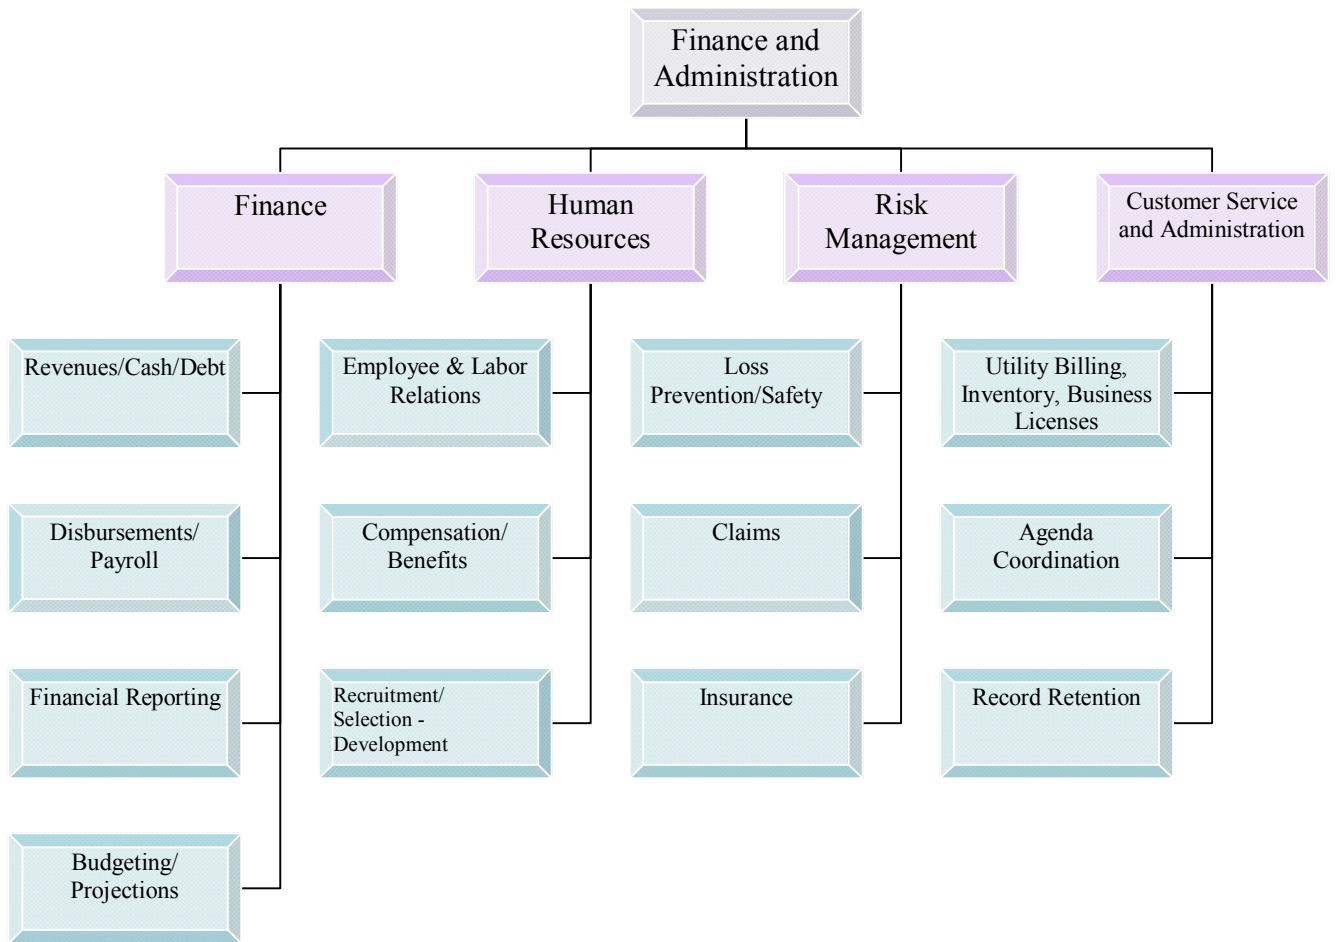 Finance and
Administration
Finance
Human
Resources
Risk
Management
Customer Service
and Administration
Revenues/Cash/Debt
Employee & Labor
Relations
Loss
Prevention/Safety
Utility Billing,
Inventory, Business
Licenses
Disbursements/
Payroll
Compensation/
Benefits
Claims
Agenda
Coordination
Financial Reporting
Recruitment/
Selection -
Development
Insurance
Record Retention
Budgeting/
Projections